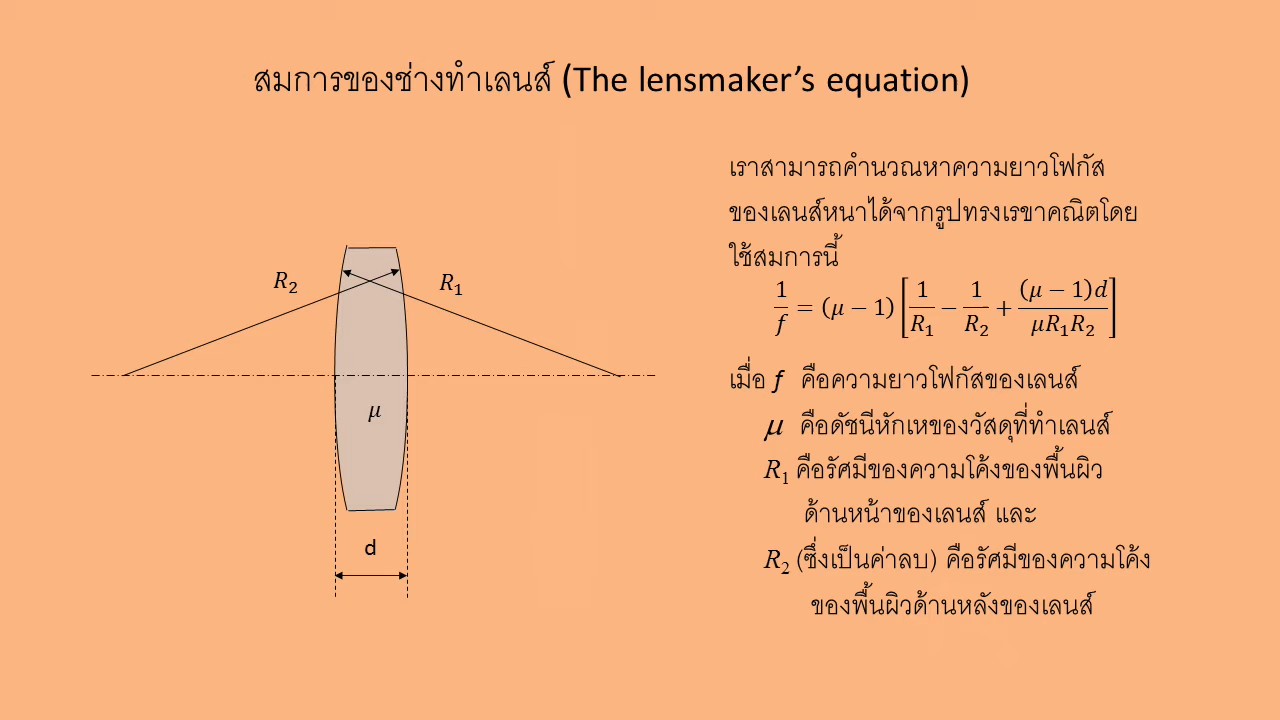 สมการของช่างทำเลนส์ (The lensmaker’s equation)
เราสามารถคำนวณหาความยาวโฟกัส
ของเลนส์หนาได้จากรูปทรงเรขาคณิตโดย
ใช้สมการนี้
1/f = (μ − 1) [1/R₁ − 1/R₂ + (μ − 1)d/μR₁R₂]
เมื่อ f คือความยาวโฟกัสของเลนส์
μ คือดัชนีหักเหของวัสดุที่ทำเลนส์
R₁ คือรัศมีของความโค้งของพื้นผิว
ด้านหน้าของเลนส์ และ
R₂ (ซึ่งเป็นค่าลบ) คือรัศมีของความโค้ง
ของพื้นผิวด้านหลังของเลนส์
R₂
R₁
μ
d